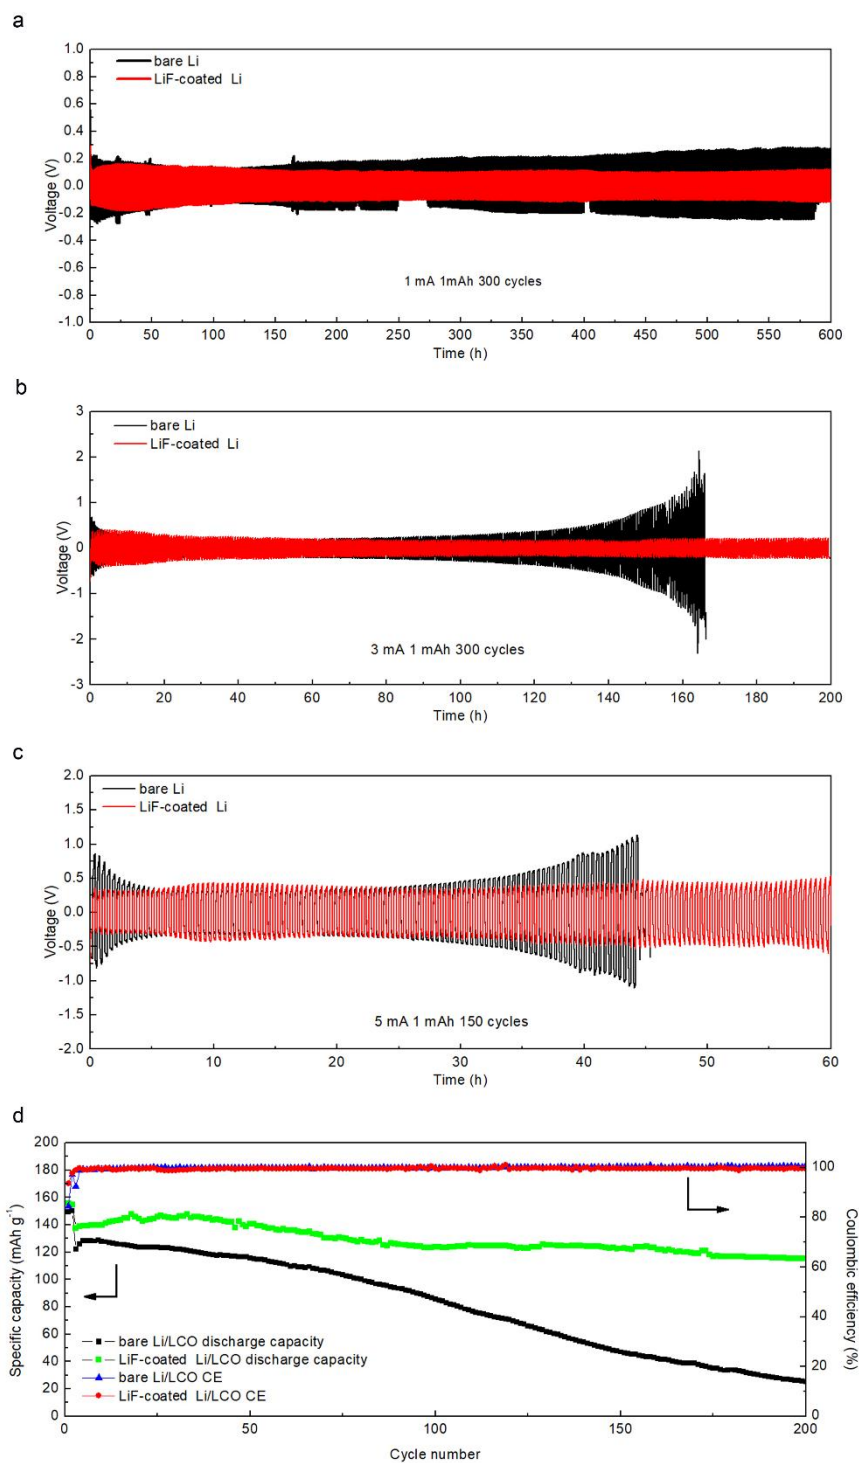 a
bare Li
LiF-coated Li
1.0
0.8
0.6
0.4
0.2
0.0
-0.2
-0.4
-0.6
-0.8
-1.0
Voltage (V)
1 mA 1mAh 300 cycles
0 50 100 150 200 250 300 350 400 450 500 550 600
Time (h)
b
bare Li
LiF-coated Li
3
2
1
0
-1
-2
-3
Voltage (V)
3 mA 1 mAh 300 cycles
0 20 40 60 80 100 120 140 160 180 200
Time (h)
c
bare Li
LiF-coated Li
2.0
1.5
1.0
0.5
0.0
-0.5
-1.0
-1.5
-2.0
Voltage (V)
5 mA 1 mAh 150 cycles
0 10 20 30 40 50 60
Time (h)
d
200
180
160
140
120
100
80
60
40
20
0
Specific capacity (mAh g⁻¹)
100
80
60
40
20
0
Coulombic efficiency (%)
bare Li/LCO discharge capacity
LiF-coated Li/LCO discharge capacity
bare Li/LCO CE
LiF-coated Li/LCO CE
0 50 100 150 200
Cycle number